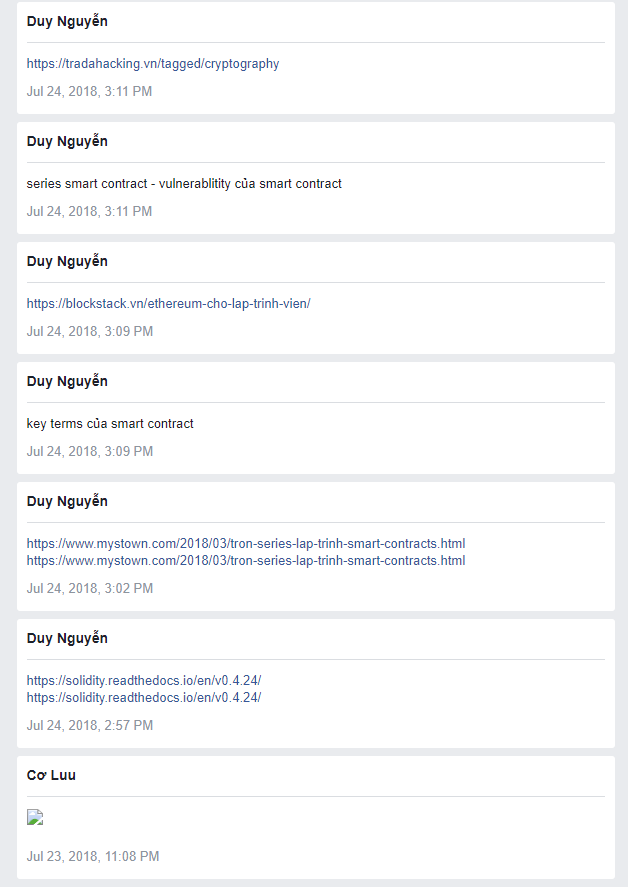 Duy Nguyễn
https://tradahacking.vn/tagged/cryptography
Jul 24, 2018, 3:11 PM
Duy Nguyễn
series smart contract - vulnerablitity của smart contract
Jul 24, 2018, 3:11 PM
Duy Nguyễn
https://blockstack.vn/ethereum-cho-lap-trinh-vien/
Jul 24, 2018, 3:09 PM
Duy Nguyễn
key terms của smart contract
Jul 24, 2018, 3:09 PM
Duy Nguyễn
https://www.mystown.com/2018/03/tron-series-lap-trinh-smart-contracts.html
https://www.mystown.com/2018/03/tron-series-lap-trinh-smart-contracts.html
Jul 24, 2018, 3:02 PM
Duy Nguyễn
https://solidity.readthedocs.io/en/v0.4.24/
https://solidity.readthedocs.io/en/v0.4.24/
Jul 24, 2018, 2:57 PM
Cơ Luu
Jul 23, 2018, 11:08 PM